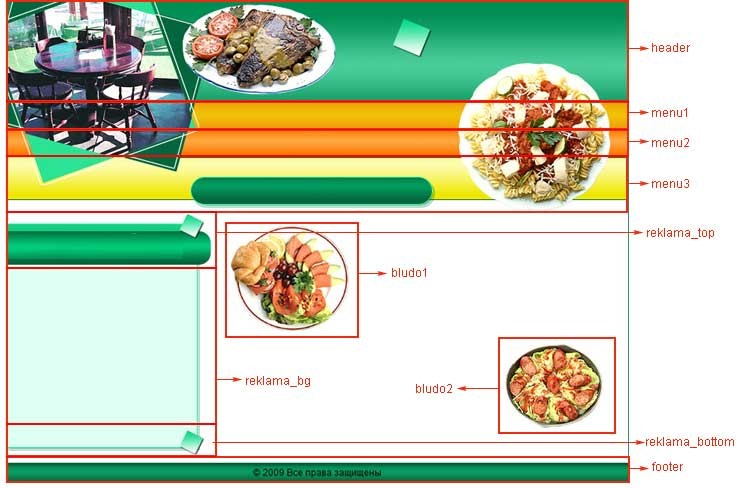 header
menu1
menu2
menu3
reklama_top
bludo1
reklama_bg
bludo2
reklama_bottom
footer
© 2009 Все права защищены